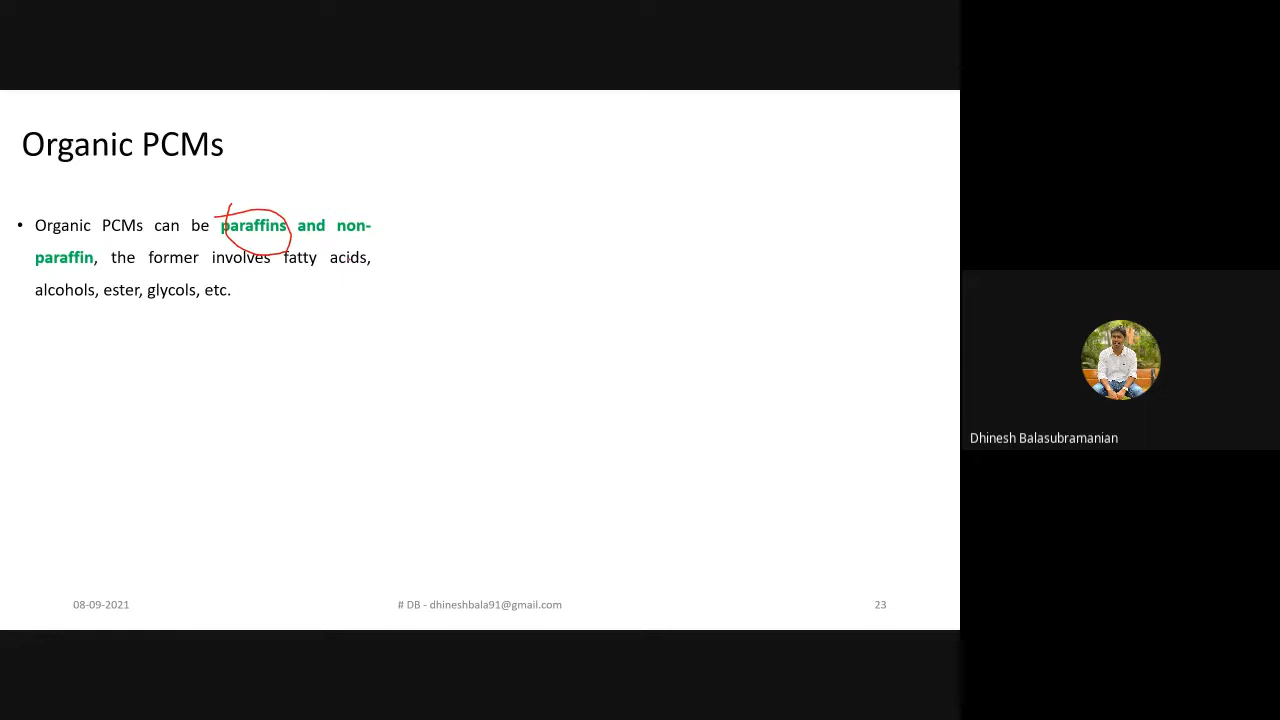 Organic PCMs
• Organic PCMs can be paraffins and non-
paraffin, the former involves fatty acids,
alcohols, ester, glycols, etc.
Dhinesh Balasubramanian
08-09-2021
# DB - dhineshbala91@gmail.com
23